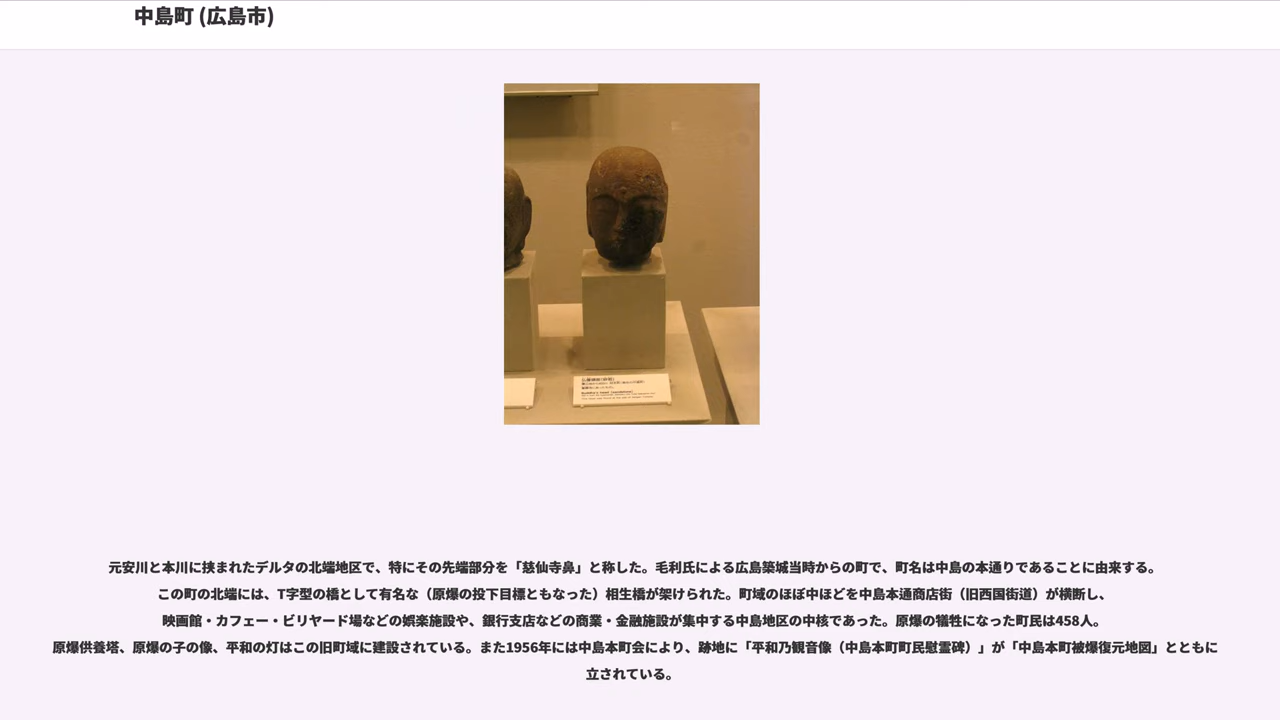 中島町 (広島市)
Buddha's head
元安川と本川に挟まれたデルタの北端地区で、特にその先端部分を「慈仙寺鼻」と称した。毛利氏による広島築城当時からの町で、町名は中島の本通りであることに由来する。
この町の北端には、T字型の橋として有名な（原爆の投下目標ともなった）相生橋が架けられた。町域のほぼ中ほどを中島本通商店街（旧西国街道）が横断し、
映画館・カフェー・ビリヤード場などの娯楽施設や、銀行支店などの商業・金融施設が集中する中島地区の中核であった。原爆の犠牲になった町民は458人。
原爆供養塔、原爆の子の像、平和の灯はこの旧町域に建設されている。また1956年には中島本町会により、跡地に「平和乃観音像（中島本町町民慰霊碑）」が「中島本町被爆復元地図」とともに
立されている。